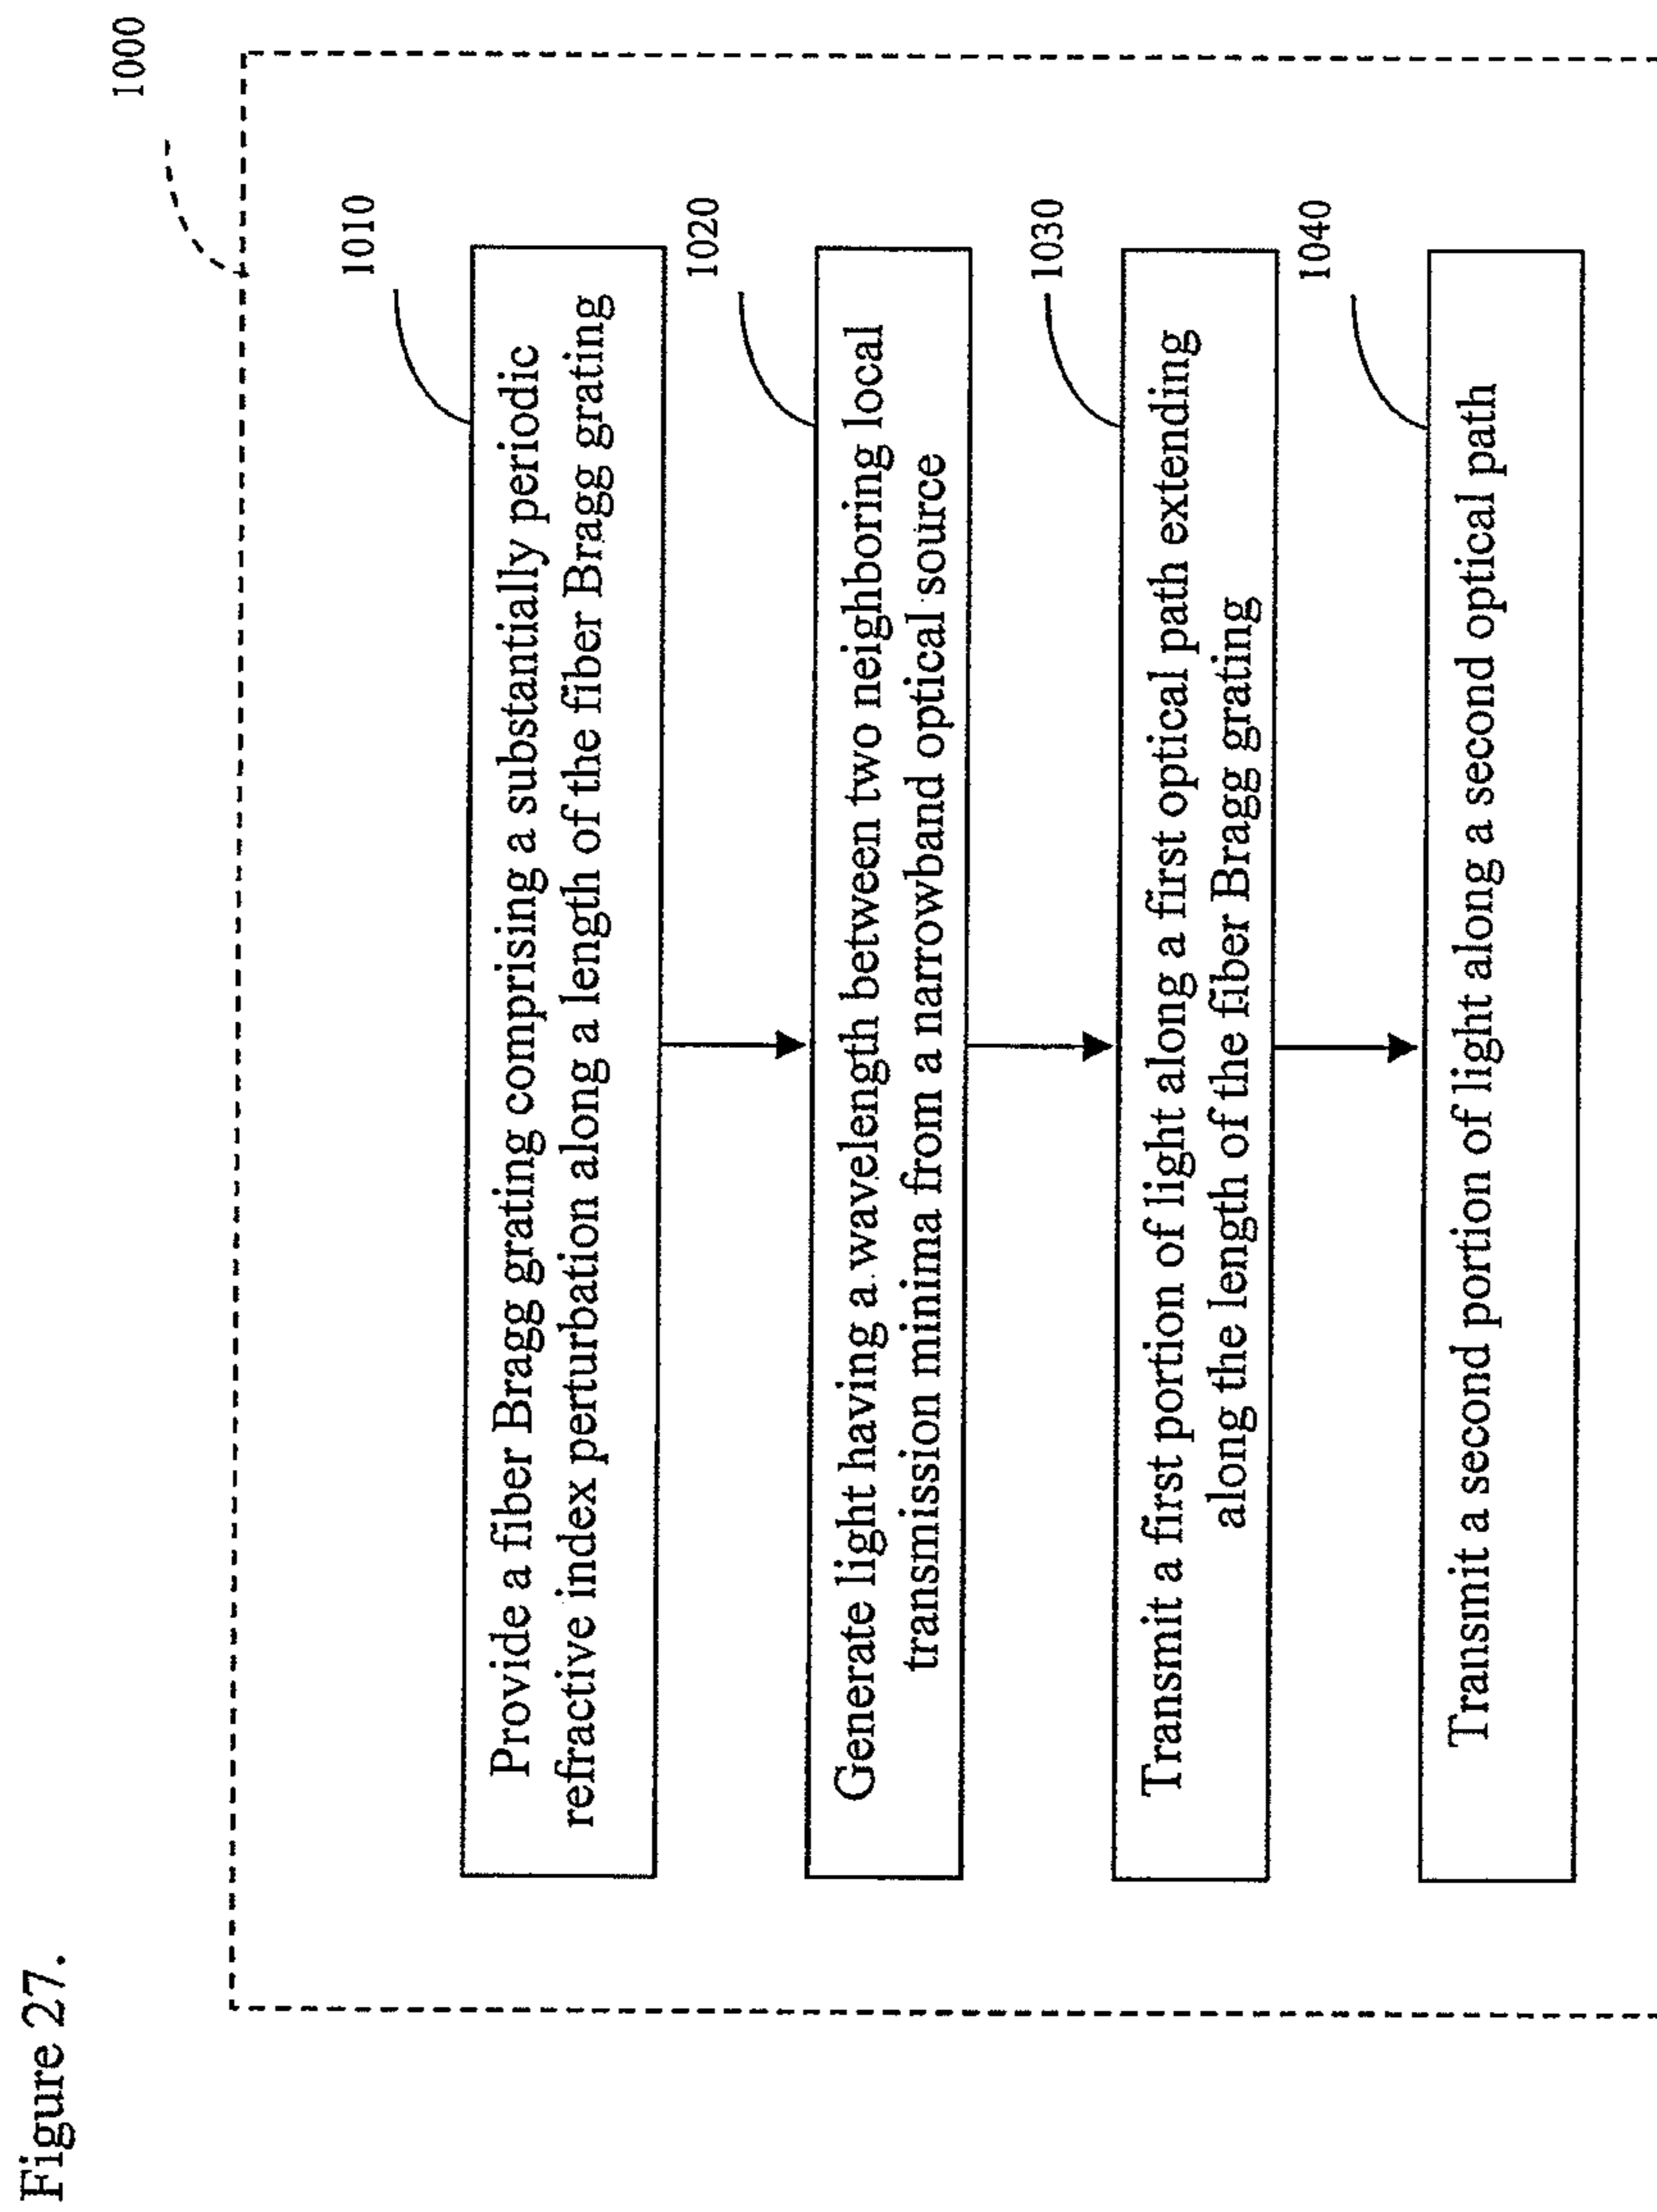 Figure 27.
1000
1010
Provide a fiber Bragg grating comprising a substantially periodic
refractive index perturbation along a length of the fiber Bragg grating
1020
Generate light having a wavelength between two neighboring local
transmission minima from a narrowband optical source
1030
Transmit a first portion of light along a first optical path extending
along the length of the fiber Bragg grating
1040
Transmit a second portion of light along a second optical path